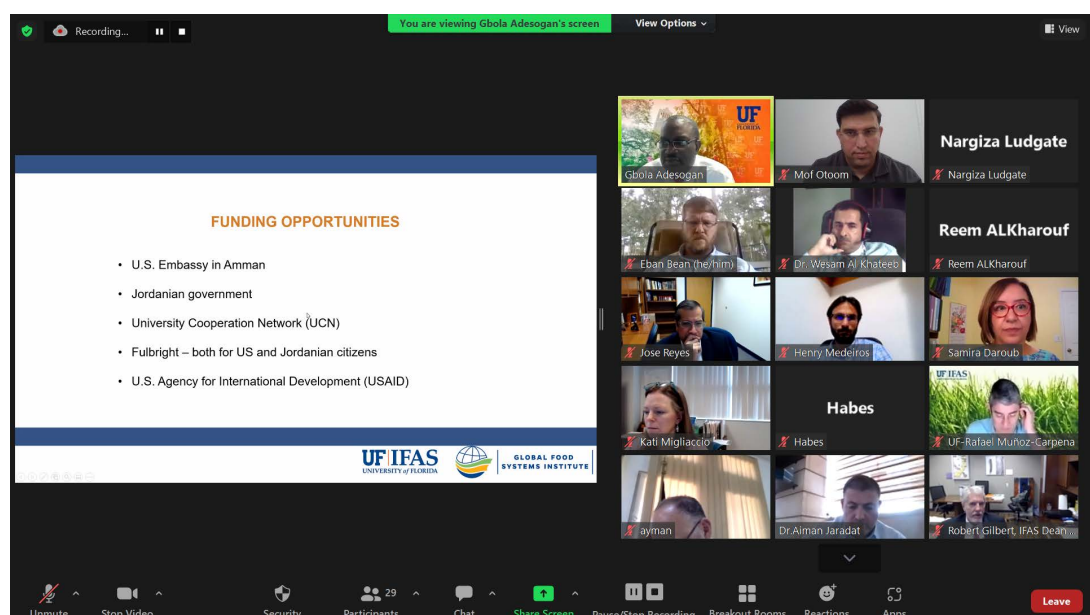 Recording...
You are viewing Gbola Adesogan's screen
View Options
View
FUNDING OPPORTUNITIES
• U.S. Embassy in Amman
• Jordanian government
• University Cooperation Network (UCN)
• Fulbright – both for US and Jordanian citizens
• U.S. Agency for International Development (USAID)
UF IFAS
UNIVERSITY of FLORIDA
GLOBAL FOOD
SYSTEMS INSTITUTE
UF
FLORIDA
Gbola Adesogan
Mof Otoom
Nargiza Ludgate
Nargiza Ludgate
Eban Bean (he/him)
Dr. Wesam Al Khateeb
Reem ALKharouf
Reem ALKharouf
Jose Reyes
Henry Medeiros
Samira Daroub
Kati Migliaccio
Habes
Habes
UF IFAS
UF-Rafael Muñoz-Carpena
ayman
Dr.Aiman Jaradat
Robert Gilbert, IFAS Dean ...
Unmute
Stop Video
Security
Participants
29
Chat
Share Screen
Pause/Stop Recording
Breakout Rooms
Reactions
Apps
Leave